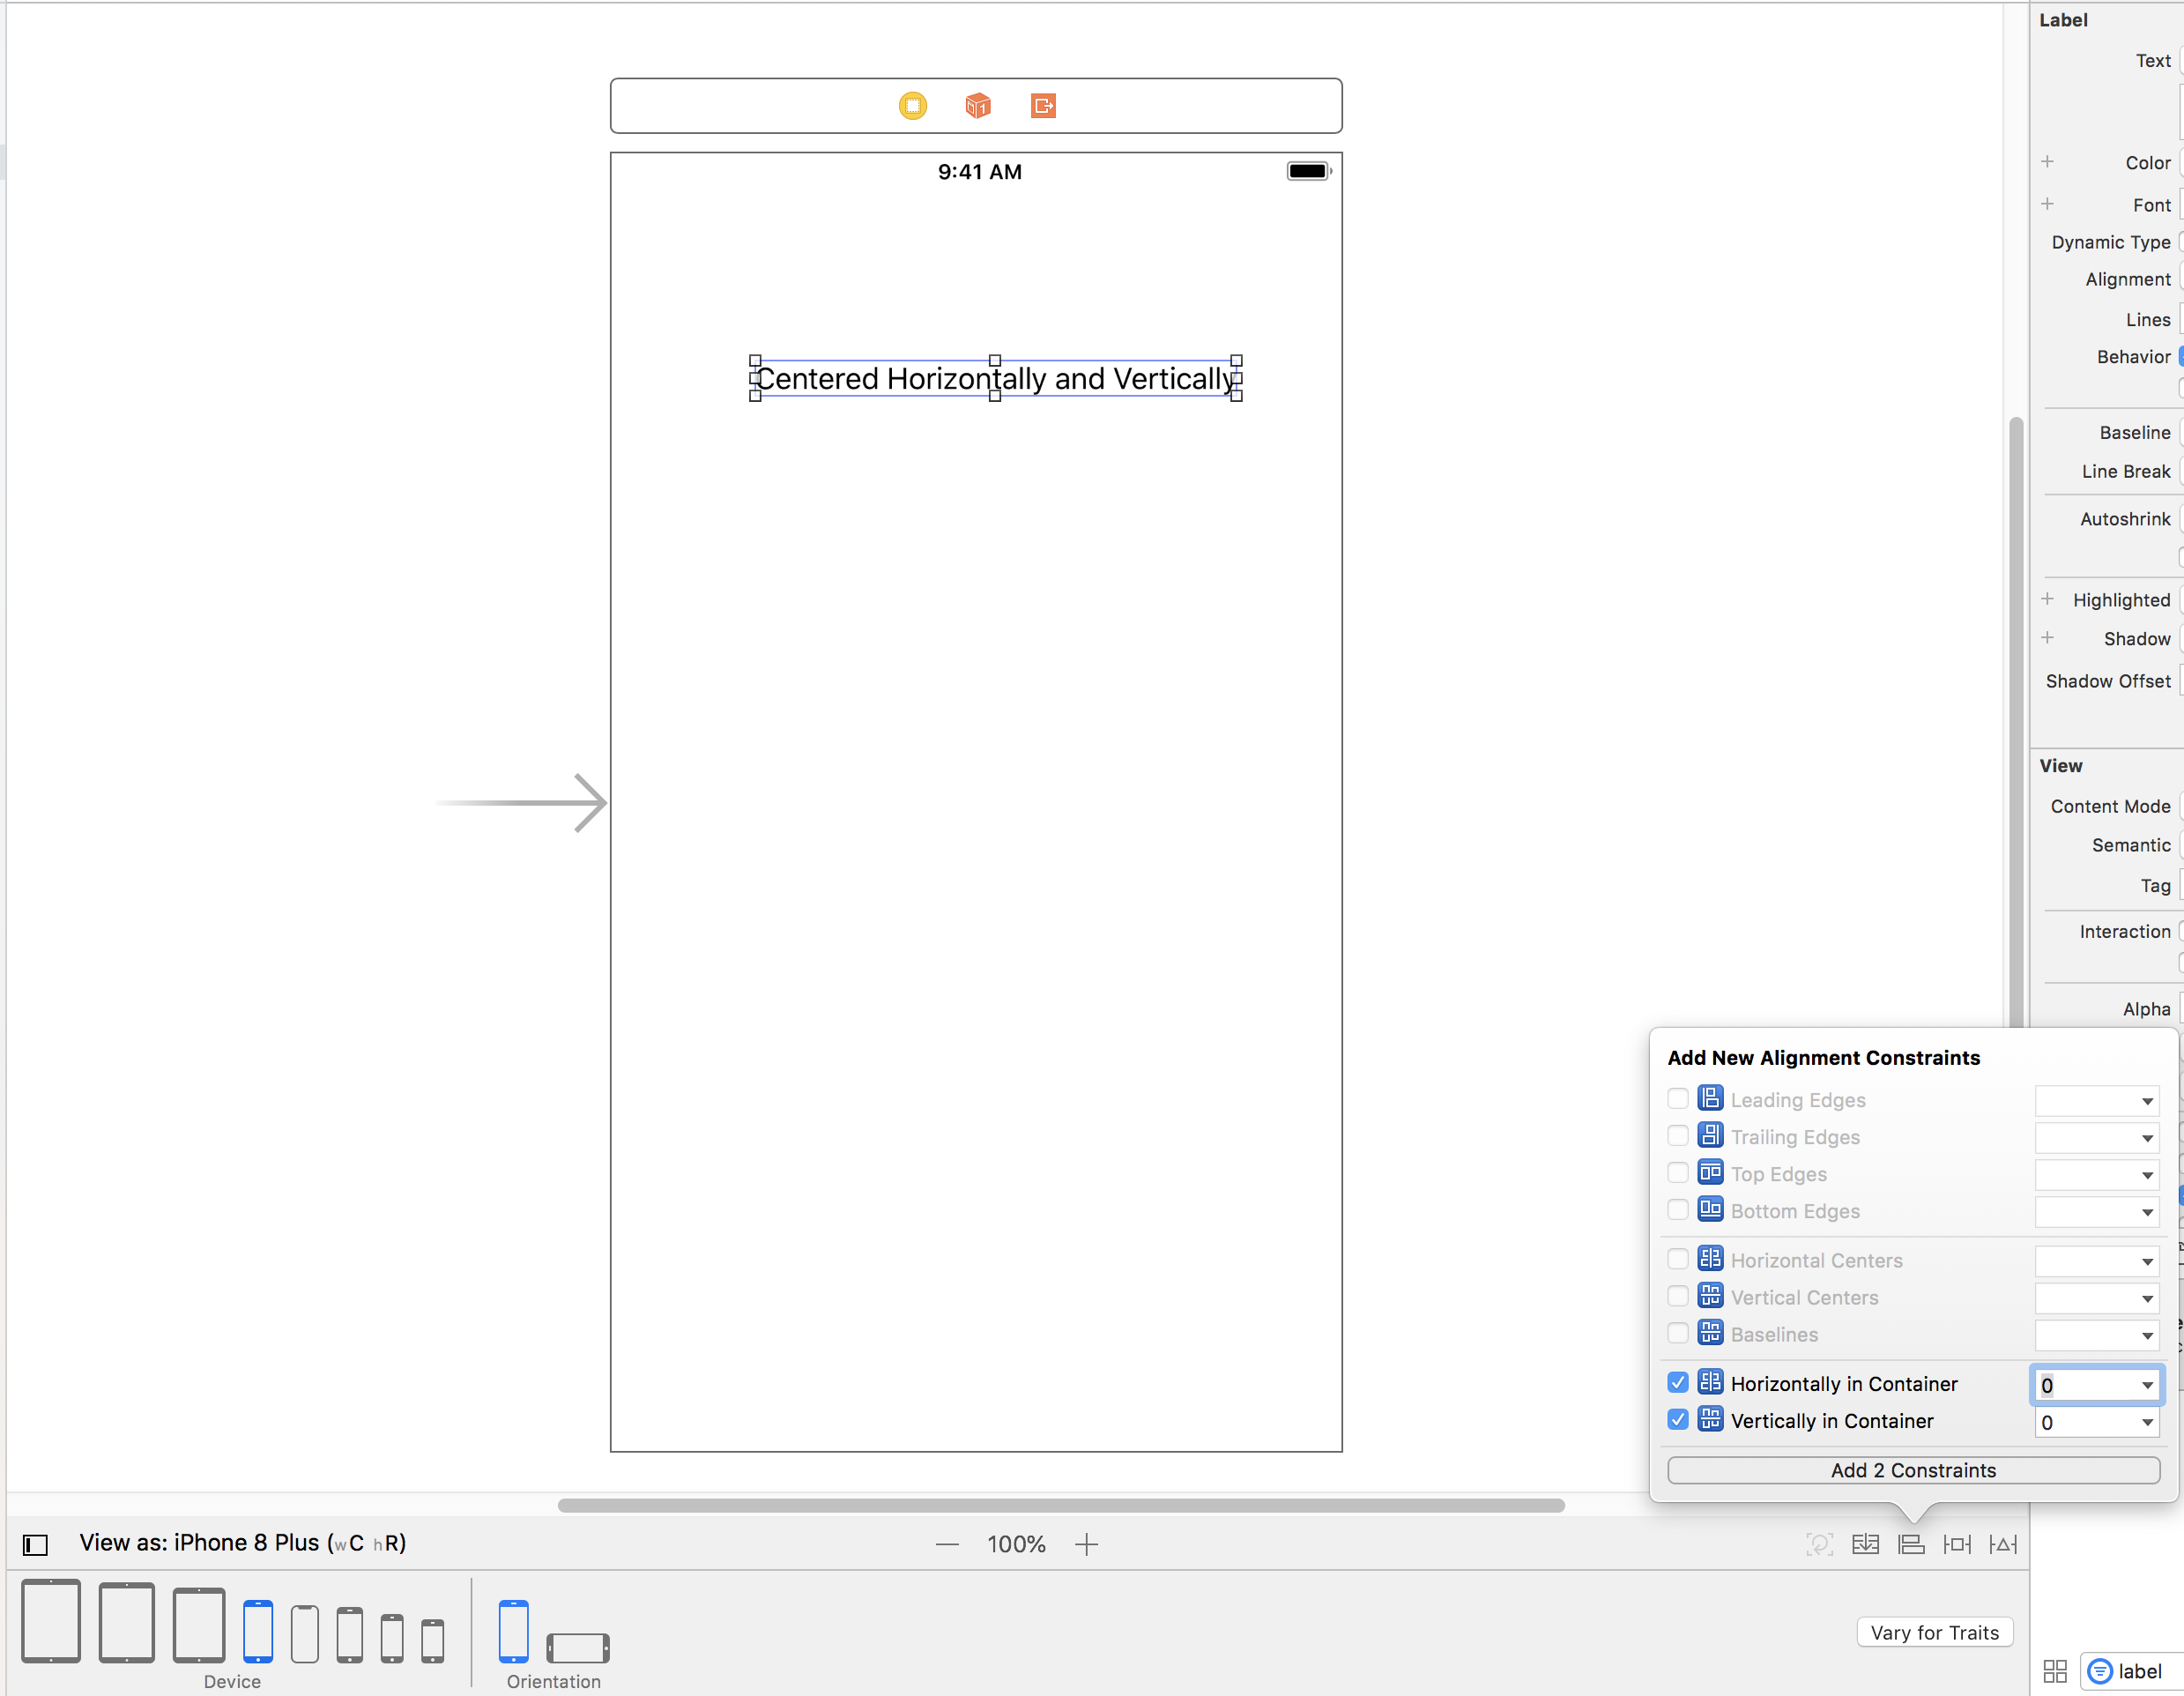 9:41 AM
Centered Horizontally and Vertically
Label
Text
Color
Font
Dynamic Type
Alignment
Lines
Behavior
Baseline
Line Break
Autoshrink
Highlighted
Shadow
Shadow Offset
View
Content Mode
Semantic
Tag
Interaction
Alpha
Add New Alignment Constraints
Leading Edges
Trailing Edges
Top Edges
Bottom Edges
Horizontal Centers
Vertical Centers
Baselines
Horizontally in Container 0
Vertically in Container 0
Add 2 Constraints
View as: iPhone 8 Plus (wC hR)
— 100% +
Device
Orientation
Vary for Traits
label